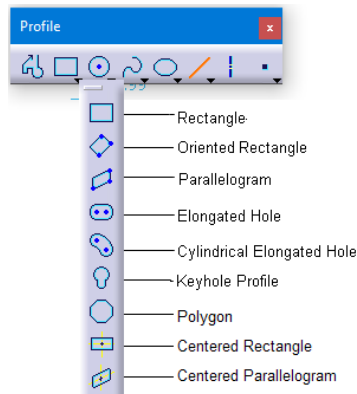 Profile
x
Rectangle
Oriented Rectangle
Parallelogram
Elongated Hole
Cylindrical Elongated Hole
Keyhole Profile
Polygon
Centered Rectangle
Centered Parallelogram